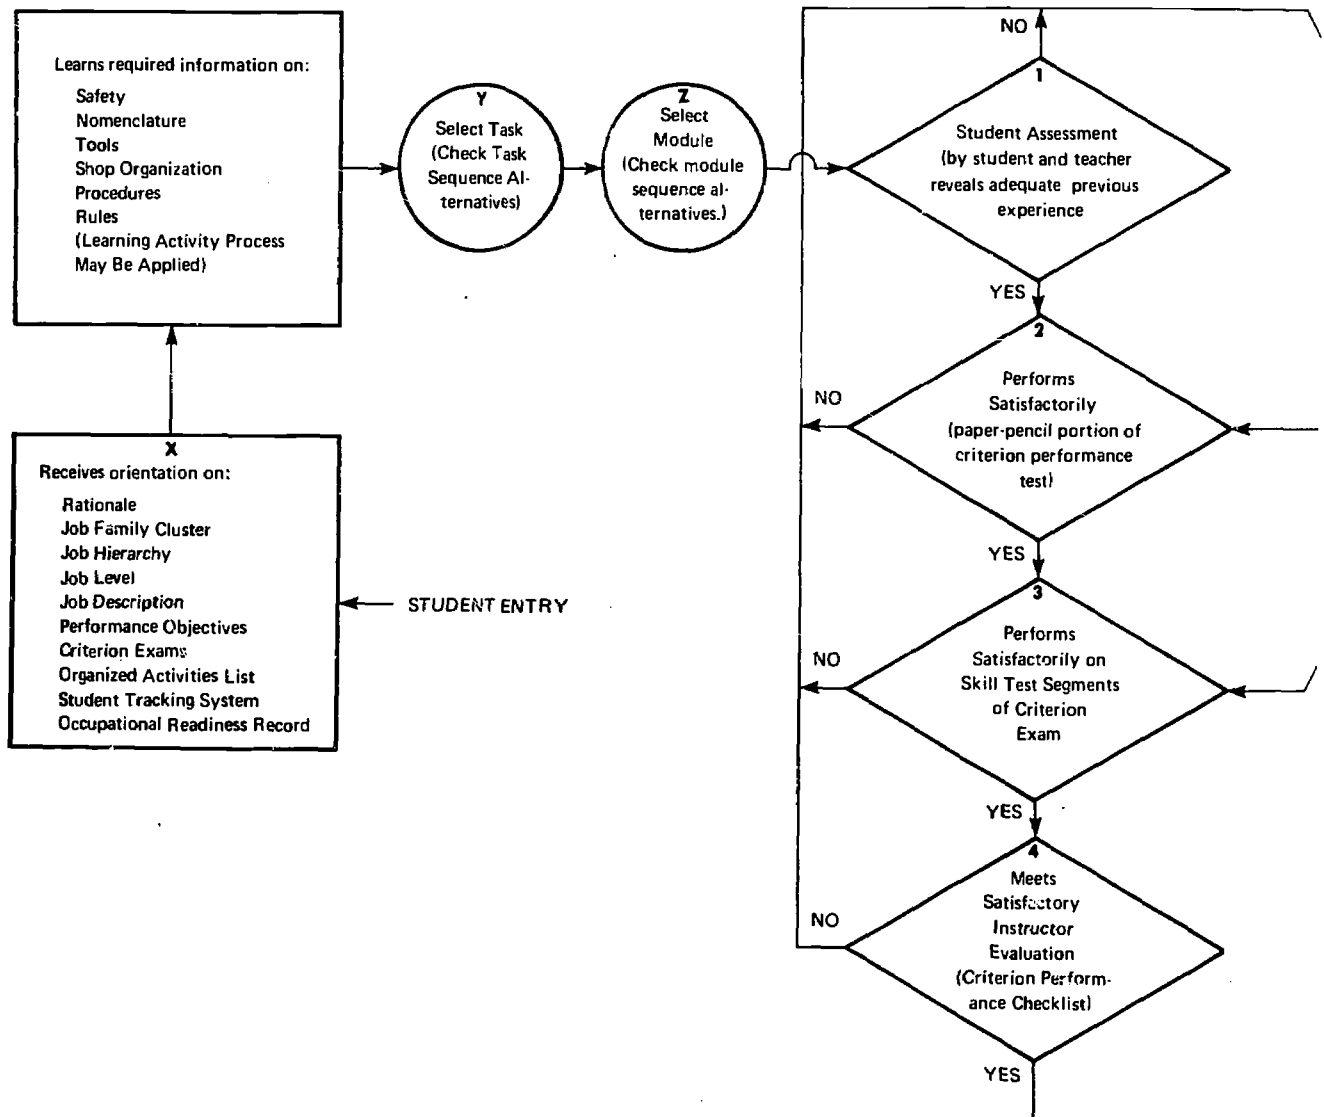 Learns required information on:
Safety
Nomenclature
Tools
Shop Organization
Procedures
Rules
(Learning Activity Process
May Be Applied)
X
Receives orientation on:
Rationale
Job Family Cluster
Job Hierarchy
Job Level
Job Description
Performance Objectives
Criterion Exams
Organized Activities List
Student Tracking System
Occupational Readiness Record
STUDENT ENTRY
Y
Select Task
(Check Task
Sequence Al-
ternatives)
Z
Select
Module
(Check module
sequence al-
ternatives.)
NO
1
Student Assessment
(by student and teacher
reveals adequate previous
experience
YES
2
NO
Performs
Satisfactorily
(paper-pencil portion of
criterion performance
test)
YES
3
NO
Performs
Satisfactorily on
Skill Test Segments
of Criterion
Exam
YES
4
NO
Meets
Satisfactory
Instructor
Evaluation
(Criterion Perform-
ance Checklist)
YES